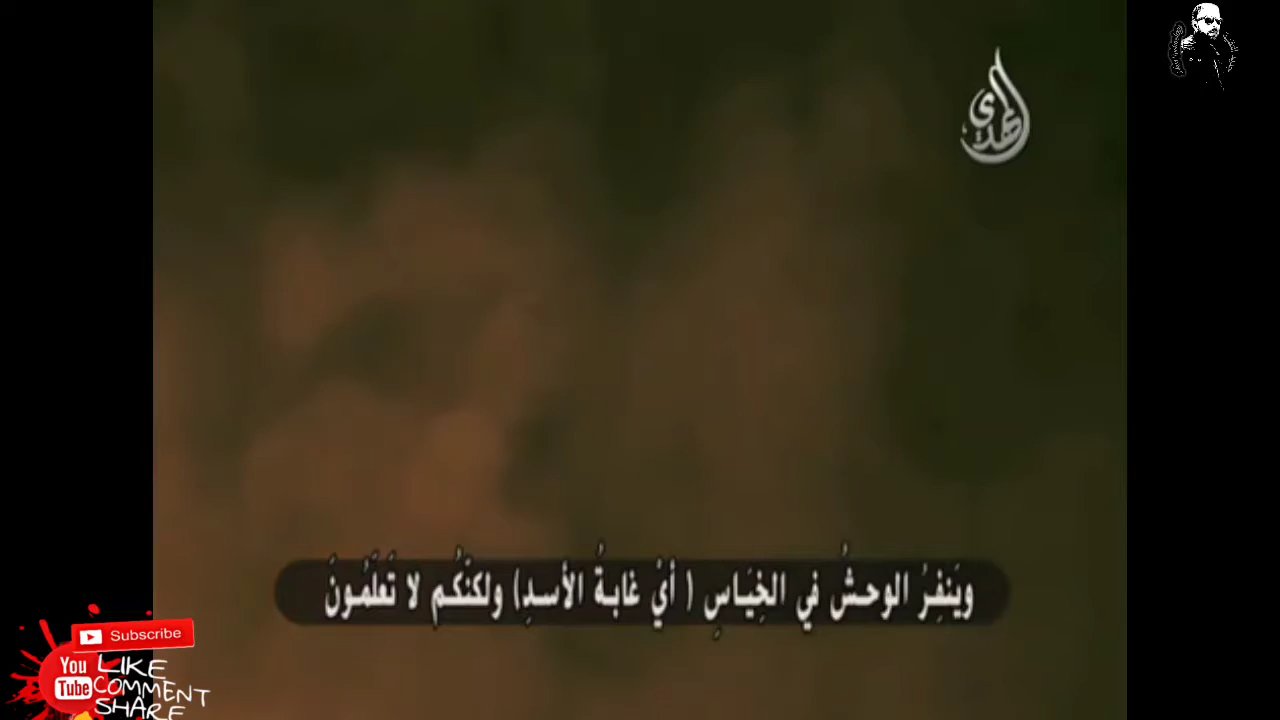 الهدى
ويَنفِرُ الوحشُ في الخِيَاسِ ( أيْ غابةُ الأسدِ) ولكنَكُم لا تَعلَمُونَ
Subscribe
You
Tube
LIKE
COMMENT
SHARE